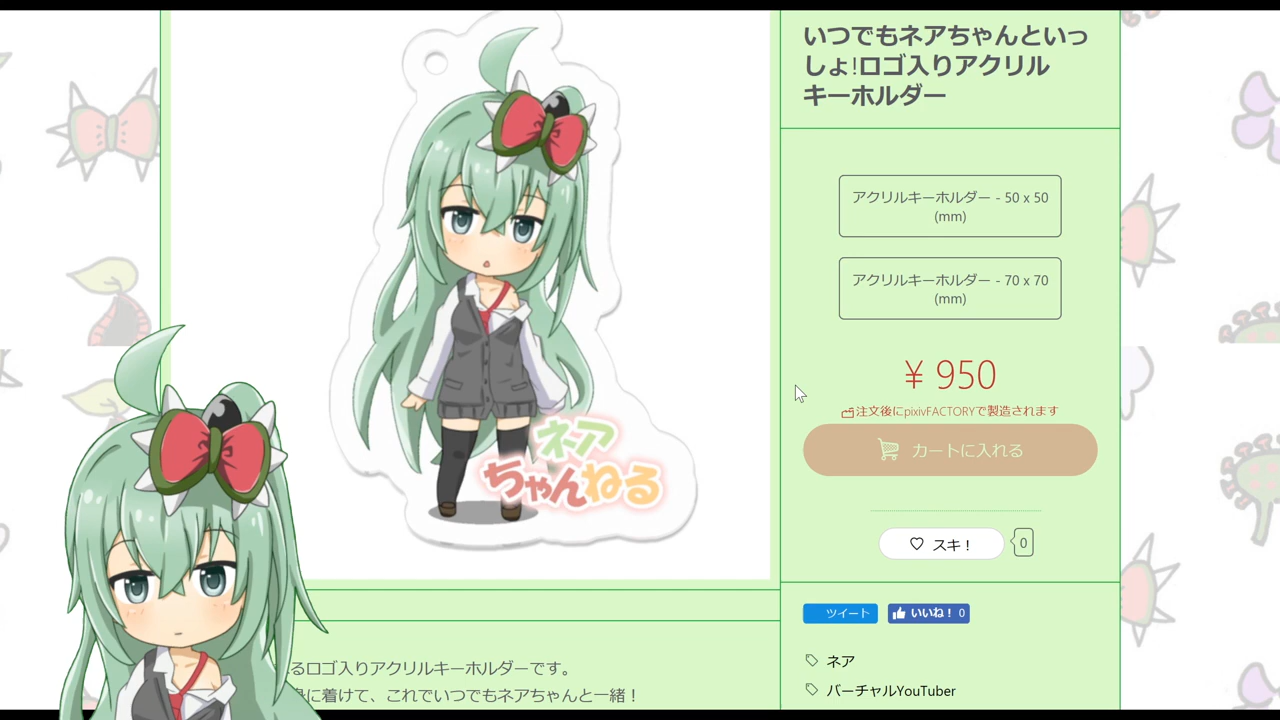 いつでもネアちゃんといっ
しょ!ロゴ入りアクリル
キーホルダー
アクリルキーホルダー - 50 x 50
(mm)
アクリルキーホルダー - 70 x 70
(mm)
¥ 950
注文後にpixivFACTORYで製造されます
カートに入れる
スキ！
0
ツイート
いいね！ 0
ネア
バーチャルYouTuber
ネア
ちゃんねる
るロゴ入りアクリルキーホルダーです。
に着けて、これでいつでもネアちゃんと一緒！